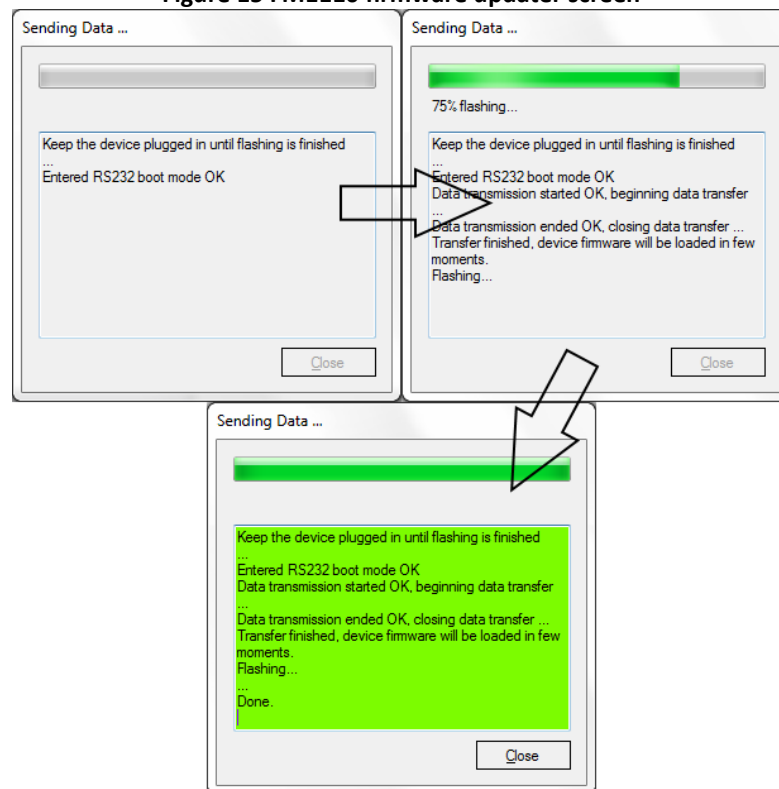 Figure firmware updater screen
Sending Data ...
Keep the device plugged in until flashing is finished
...
Entered RS232 boot mode OK
Close
Sending Data ...
75% flashing...
Keep the device plugged in until flashing is finished
...
Entered RS232 boot mode OK
Data transmission started OK, beginning data transfer
...
Data transmission ended OK, closing data transfer ...
Transfer finished, device firmware will be loaded in few
moments.
Flashing...
Close
Sending Data ...
Keep the device plugged in until flashing is finished
...
Entered RS232 boot mode OK
Data transmission started OK, beginning data transfer
...
Data transmission ended OK, closing data transfer ...
Transfer finished, device firmware will be loaded in few
moments.
Flashing...
...
Done.
Close